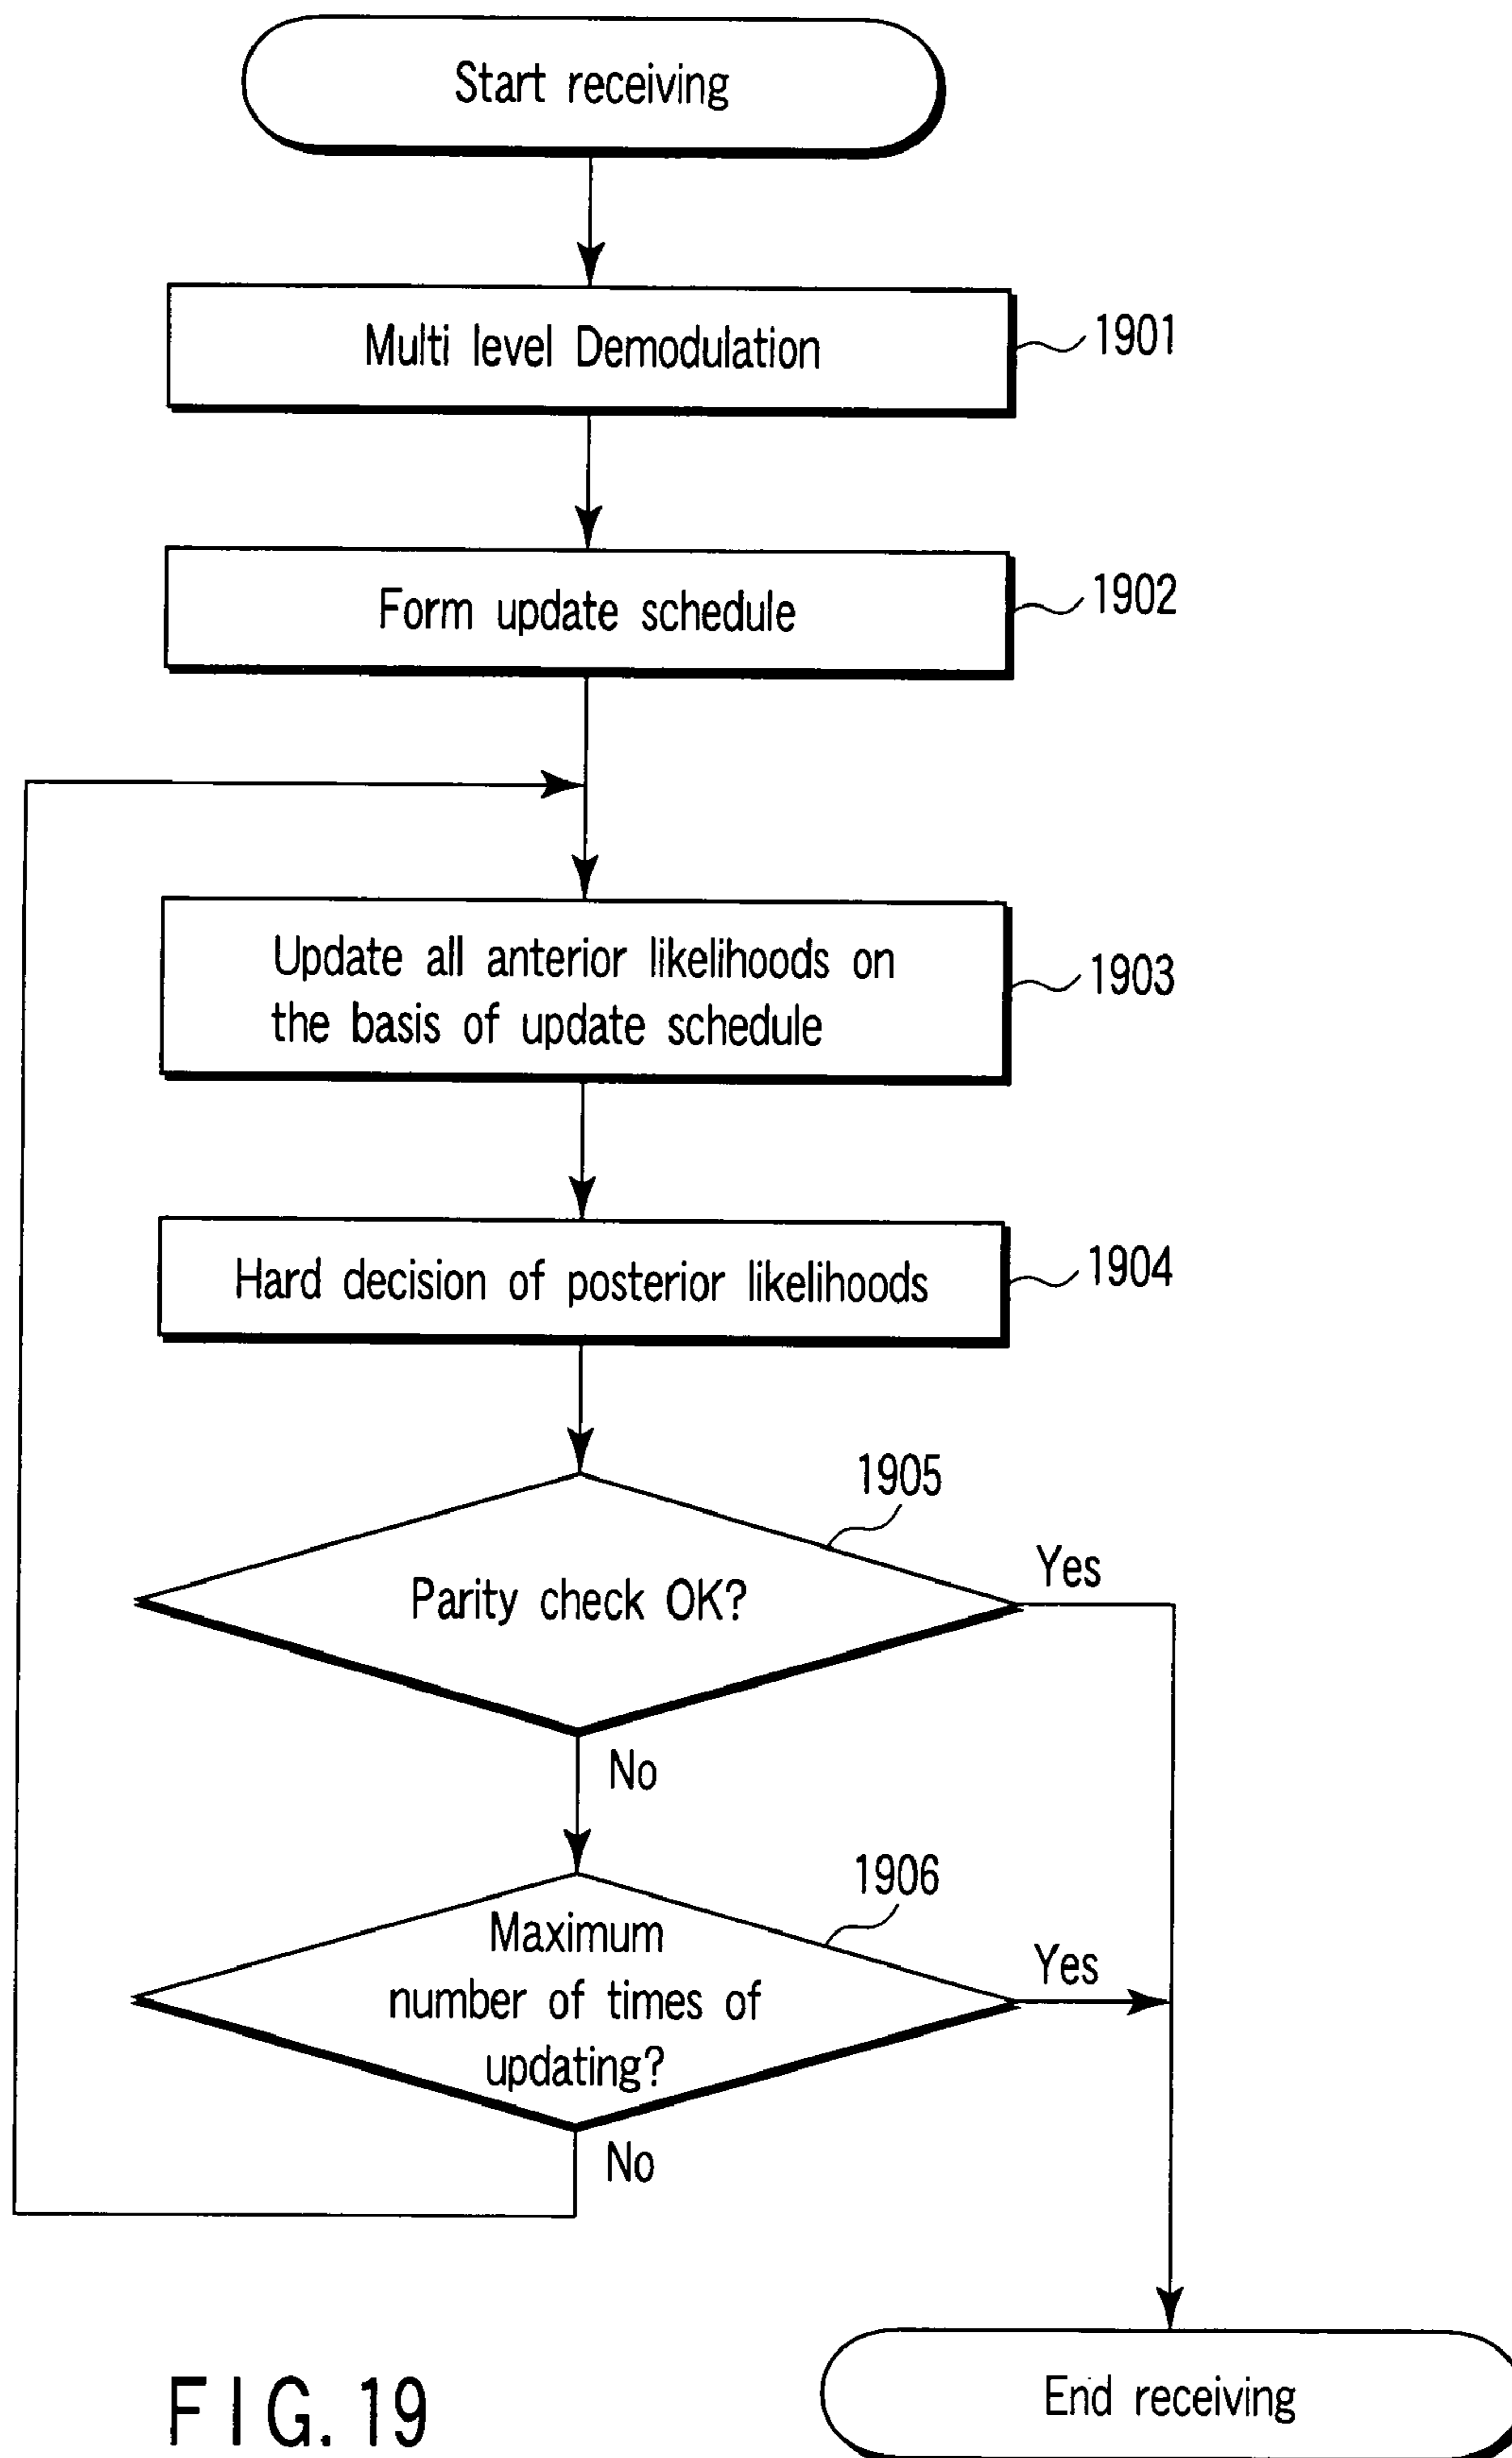 Start receiving
Multi level Demodulation
1901
Form update schedule
1902
Update all anterior likelihoods on
the basis of update schedule
1903
Hard decision of posterior likelihoods
1904
1905
Parity check OK?
Yes
No
1906
Maximum
number of times of
updating?
Yes
No
End receiving
FIG. 19